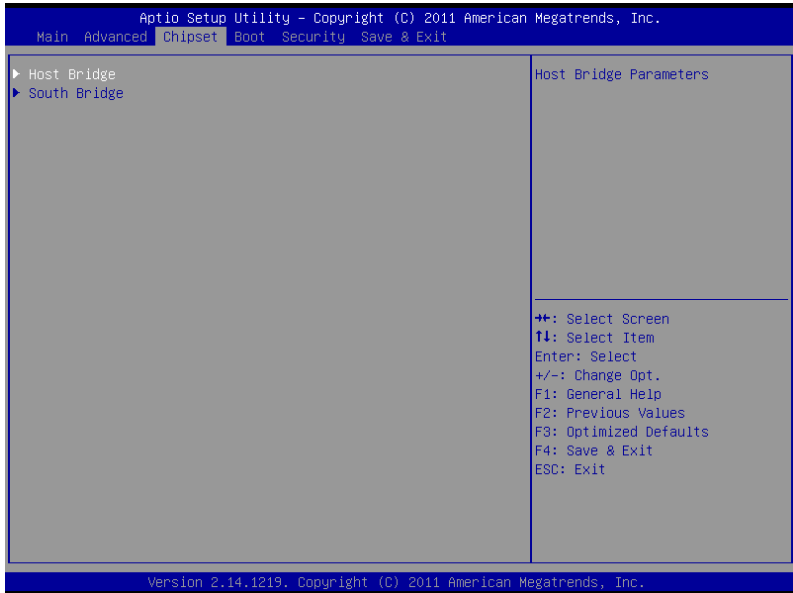 Aptio Setup Utility – Copyright (C) 2011 American Megatrends, Inc.
Main Advanced Chipset Boot Security Save & Exit
▶ Host Bridge
▶ South Bridge
Host Bridge Parameters
→←: Select Screen
↑↓: Select Item
Enter: Select
+/-: Change Opt.
F1: General Help
F2: Previous Values
F3: Optimized Defaults
F4: Save & Exit
ESC: Exit
Version 2.14.1219. Copyright (C) 2011 American Megatrends, Inc.